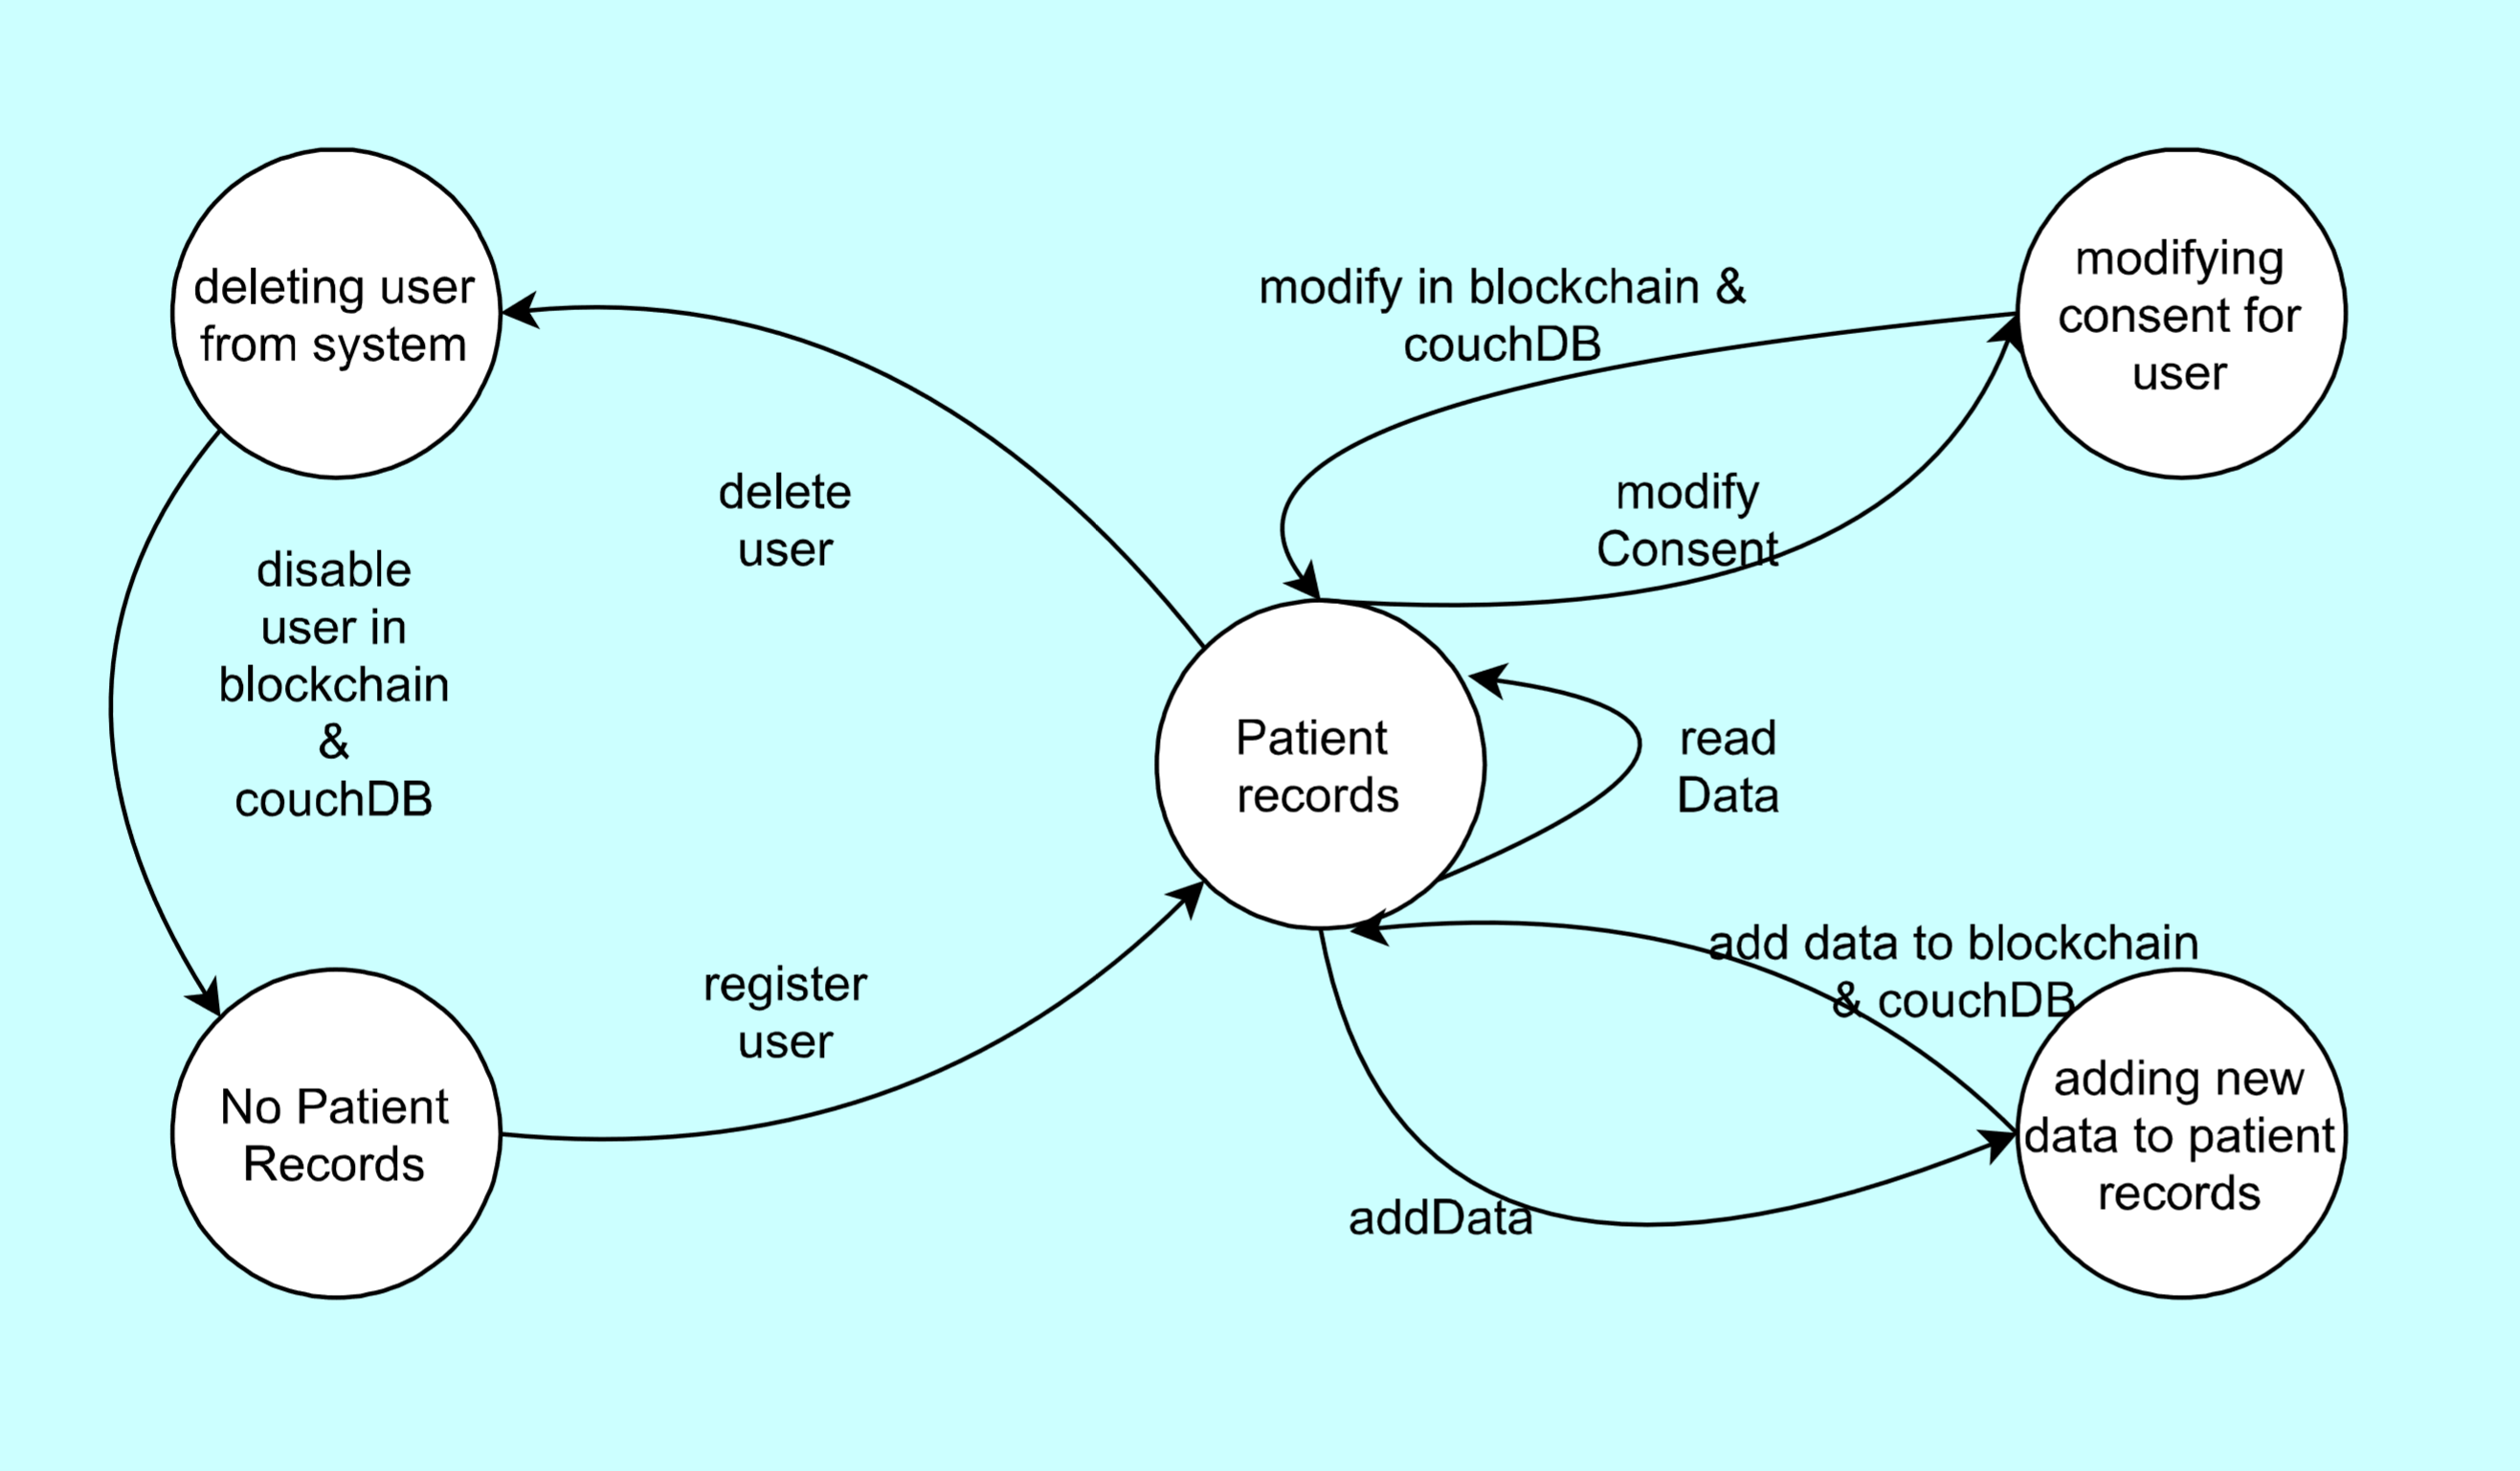 deleting user
from system
modify in blockchain &
couchDB
modifying
consent for
user
delete
user
modify
Consent
disable
user in
blockchain
&
couchDB
Patient
records
read
Data
add data to blockchain
& couchDB
register
user
No Patient
Records
adding new
data to patient
records
addData